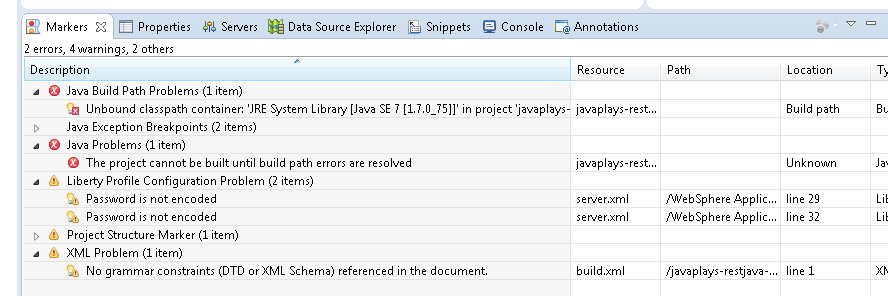 Markers Properties Servers Data Source Explorer Snippets Console Annotations
2 errors, 4 warnings, 2 others
Description Resource Path Location Ty
Java Build Path Problems (1 item)
Unbound classpath container: 'JRE System Library [Java SE 7 [1.7.0_75]]' in project 'javaplays- javaplays-rest... Build path Bu
Java Exception Breakpoints (2 items)
Java Problems (1 item)
The project cannot be built until build path errors are resolved javaplays-rest... Unknown Jav
Liberty Profile Configuration Problem (2 items)
Password is not encoded server.xml /WebSphere Applic... line 29 Lib
Password is not encoded server.xml /WebSphere Applic... line 32 Lib
Project Structure Marker (1 item)
XML Problem (1 item)
No grammar constraints (DTD or XML Schema) referenced in the document. build.xml /javaplays-restjava-... line 1 XM